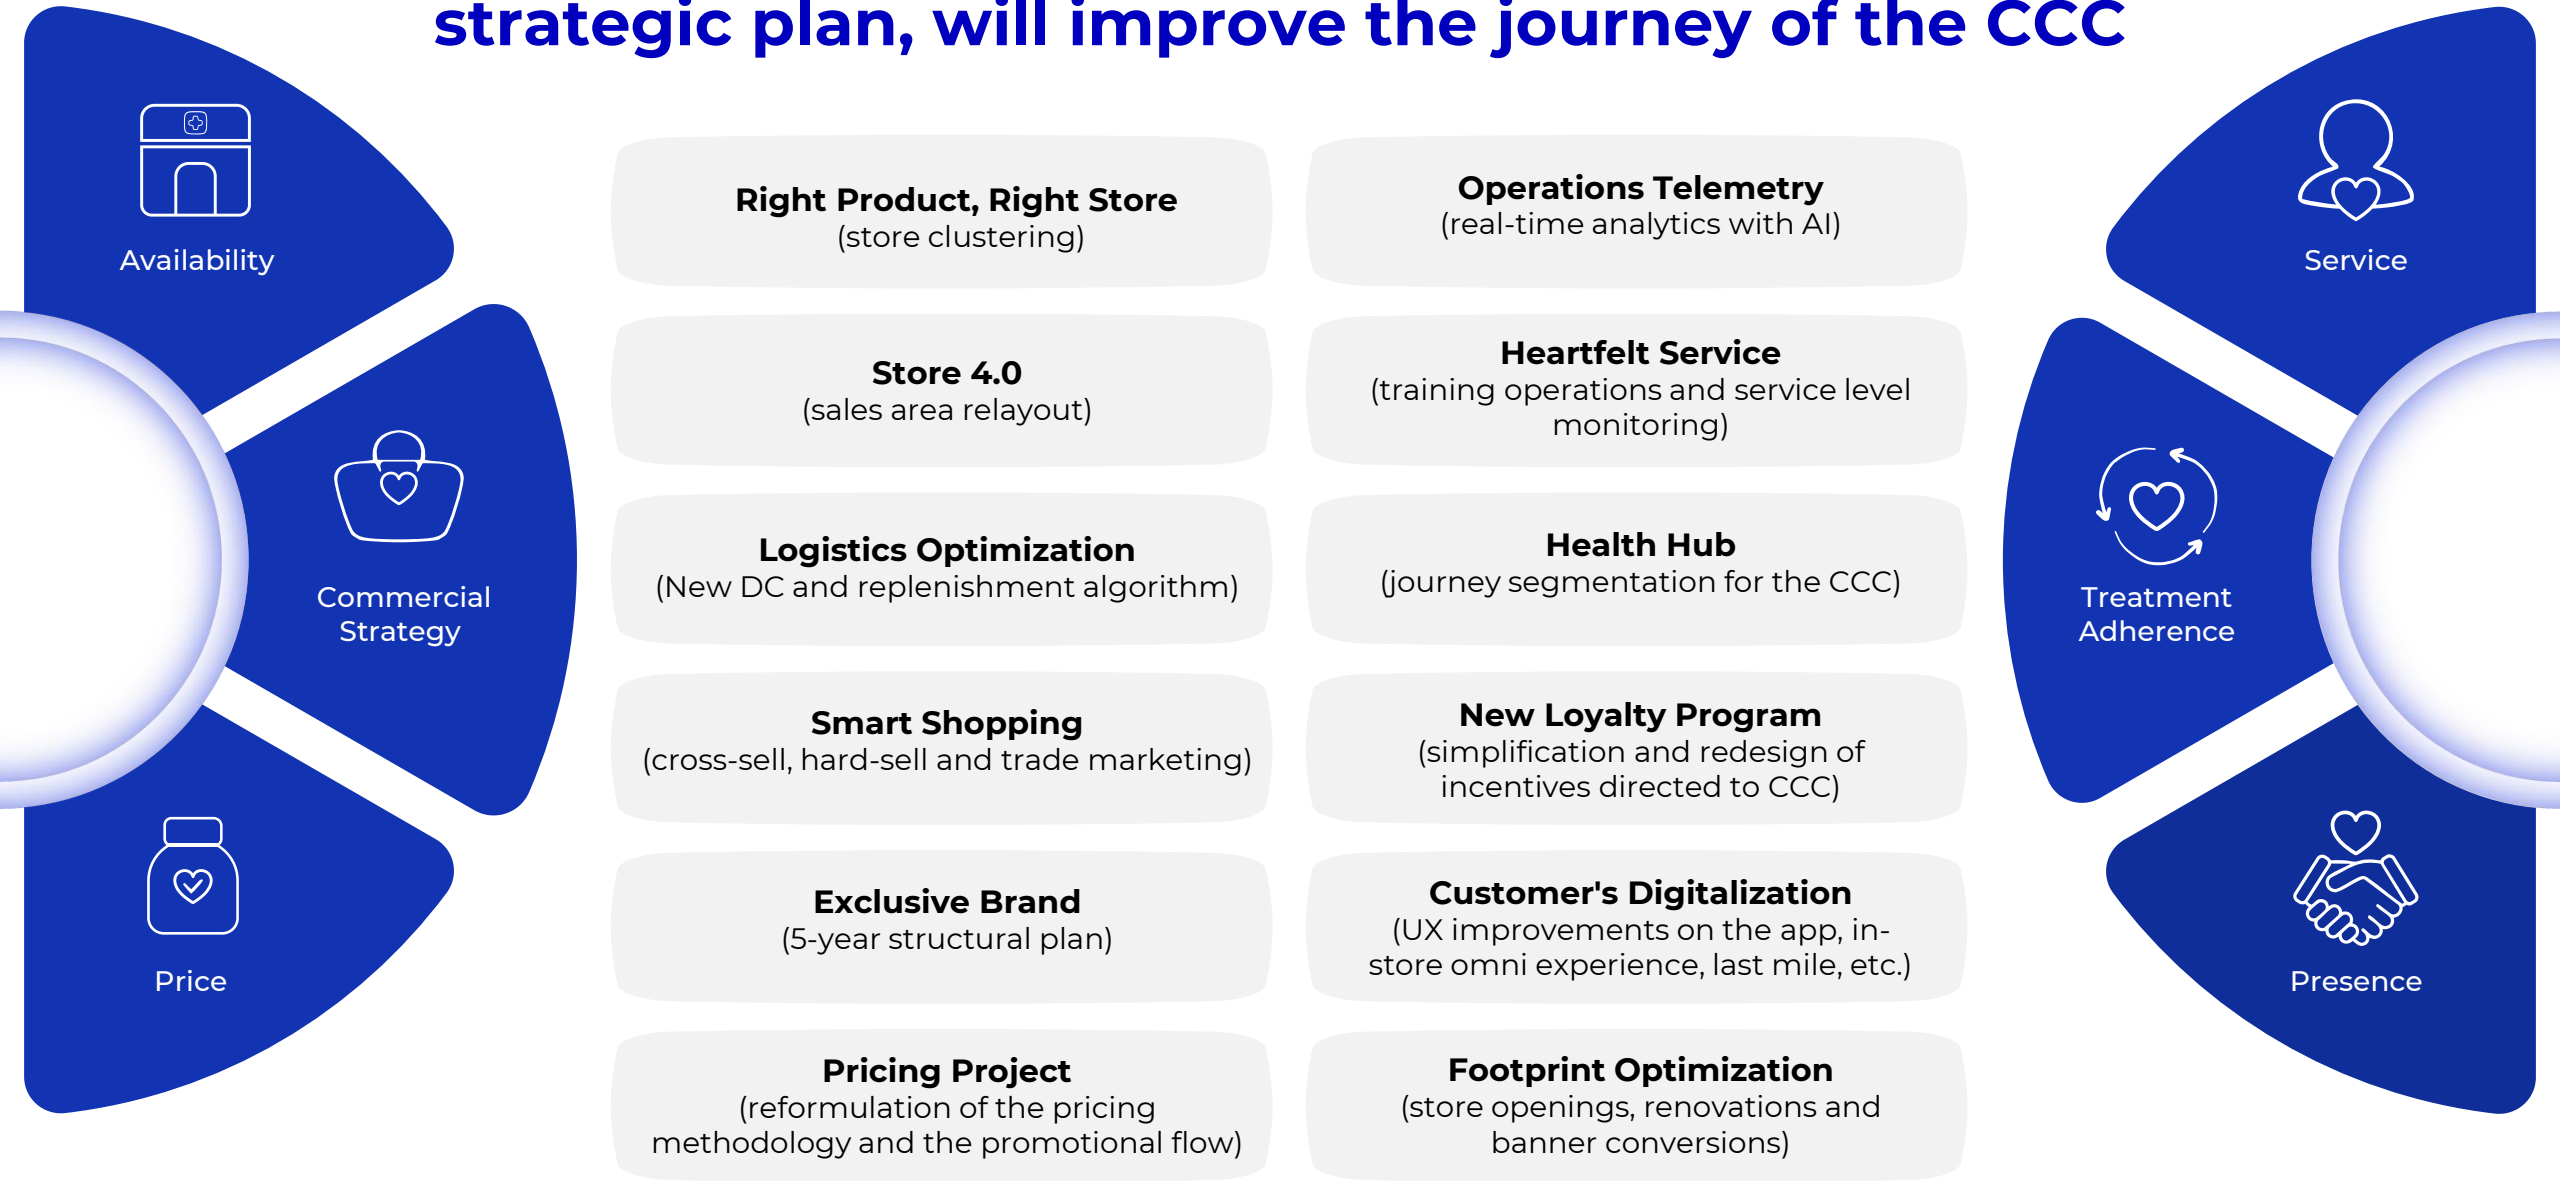 strategic plan, will improve the journey of the CCC
Availability
Commercial
Strategy
Price
Right Product, Right Store
(store clustering)
Store 4.0
(sales area relayout)
Logistics Optimization
(New DC and replenishment algorithm)
Smart Shopping
(cross-sell, hard-sell and trade marketing)
Exclusive Brand
(5-year structural plan)
Pricing Project
(reformulation of the pricing
methodology and the promotional flow)
Operations Telemetry
(real-time analytics with AI)
Heartfelt Service
(training operations and service level
monitoring)
Health Hub
(journey segmentation for the CCC)
New Loyalty Program
(simplification and redesign of
incentives directed to CCC)
Customer's Digitalization
(UX improvements on the app, in-
store omni experience, last mile, etc.)
Footprint Optimization
(store openings, renovations and
banner conversions)
Service
Treatment
Adherence
Presence